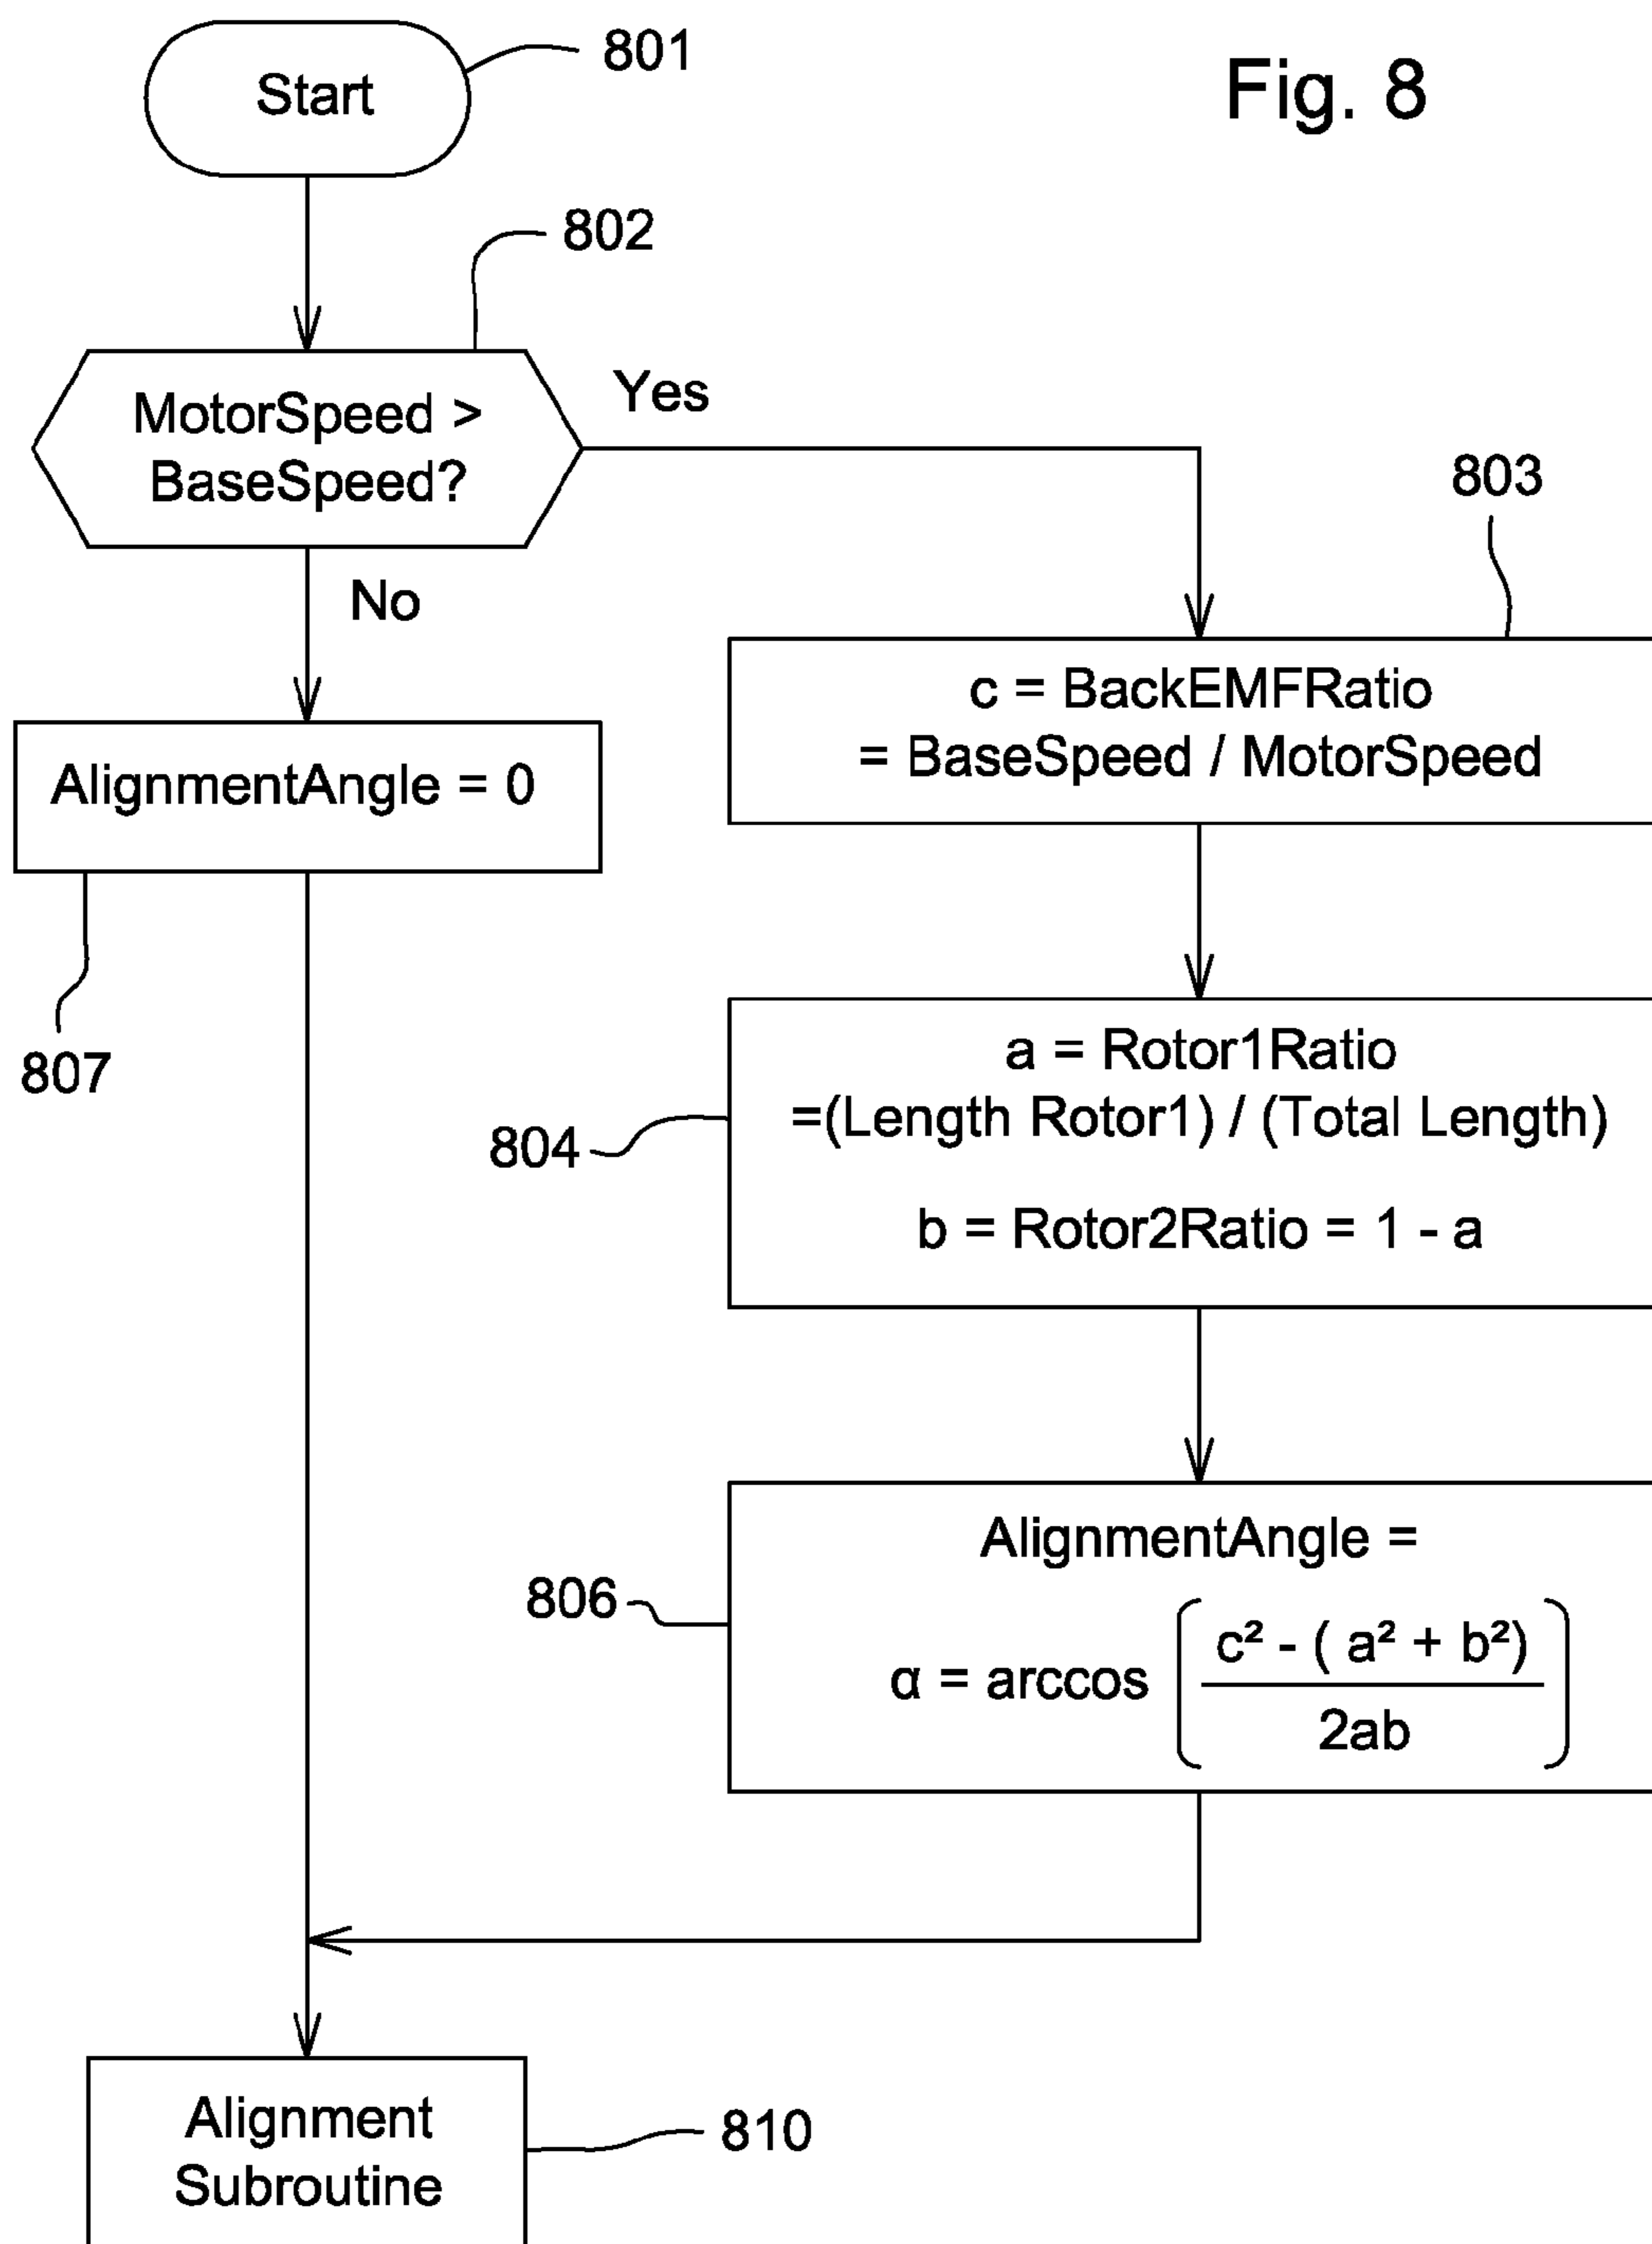 Fig. 8
Start
801
802
MotorSpeed >
BaseSpeed?
Yes
No
803
c = BackEMFRatio
= BaseSpeed / MotorSpeed
AlignmentAngle = 0
807
804
a = Rotor1Ratio
=(Length Rotor1) / (Total Length)
b = Rotor2Ratio = 1 - a
806
AlignmentAngle =
c² - ( a² + b²)
α = arccos
2ab
Alignment
Subroutine
810